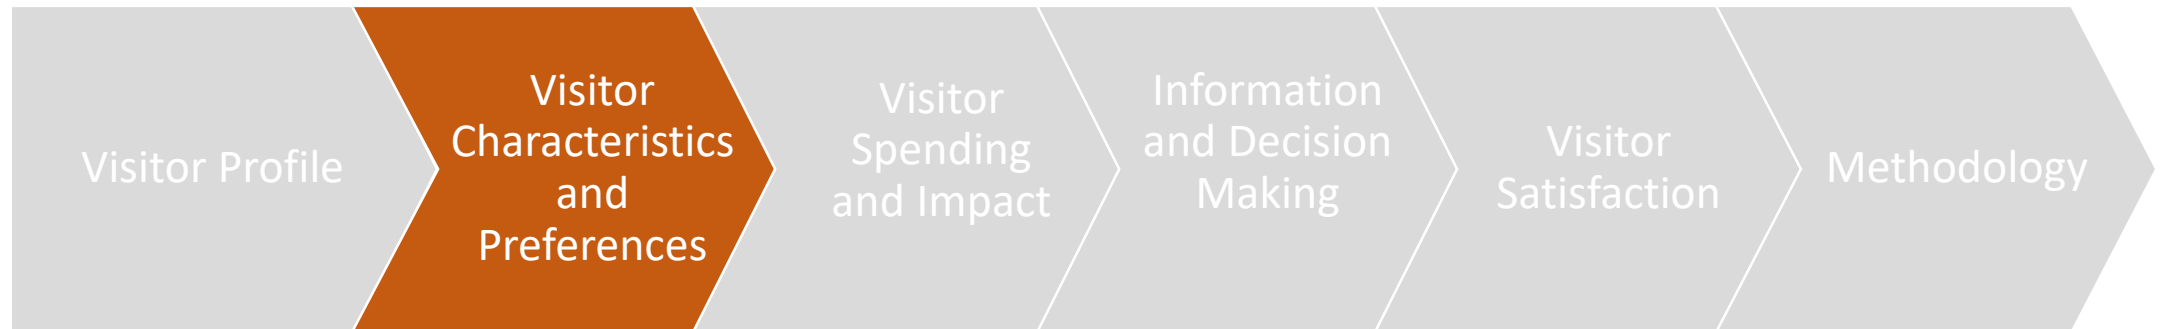 Visitor Profile
Visitor
Characteristics
and
Preferences
Visitor
Spending
and Impact
Information
and Decision
Making
Visitor
Satisfaction
Methodology